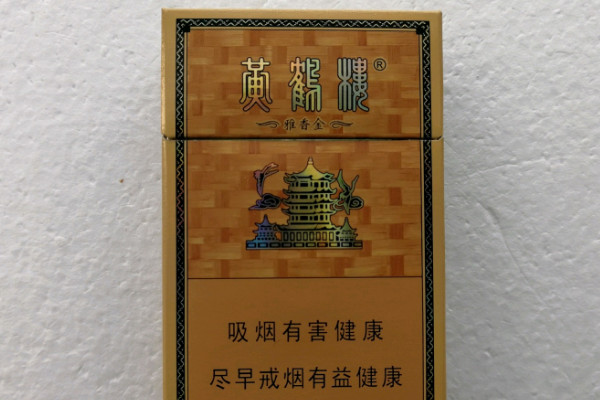 黄鹤楼®
雅香金
吸烟有害健康
尽早戒烟有益健康